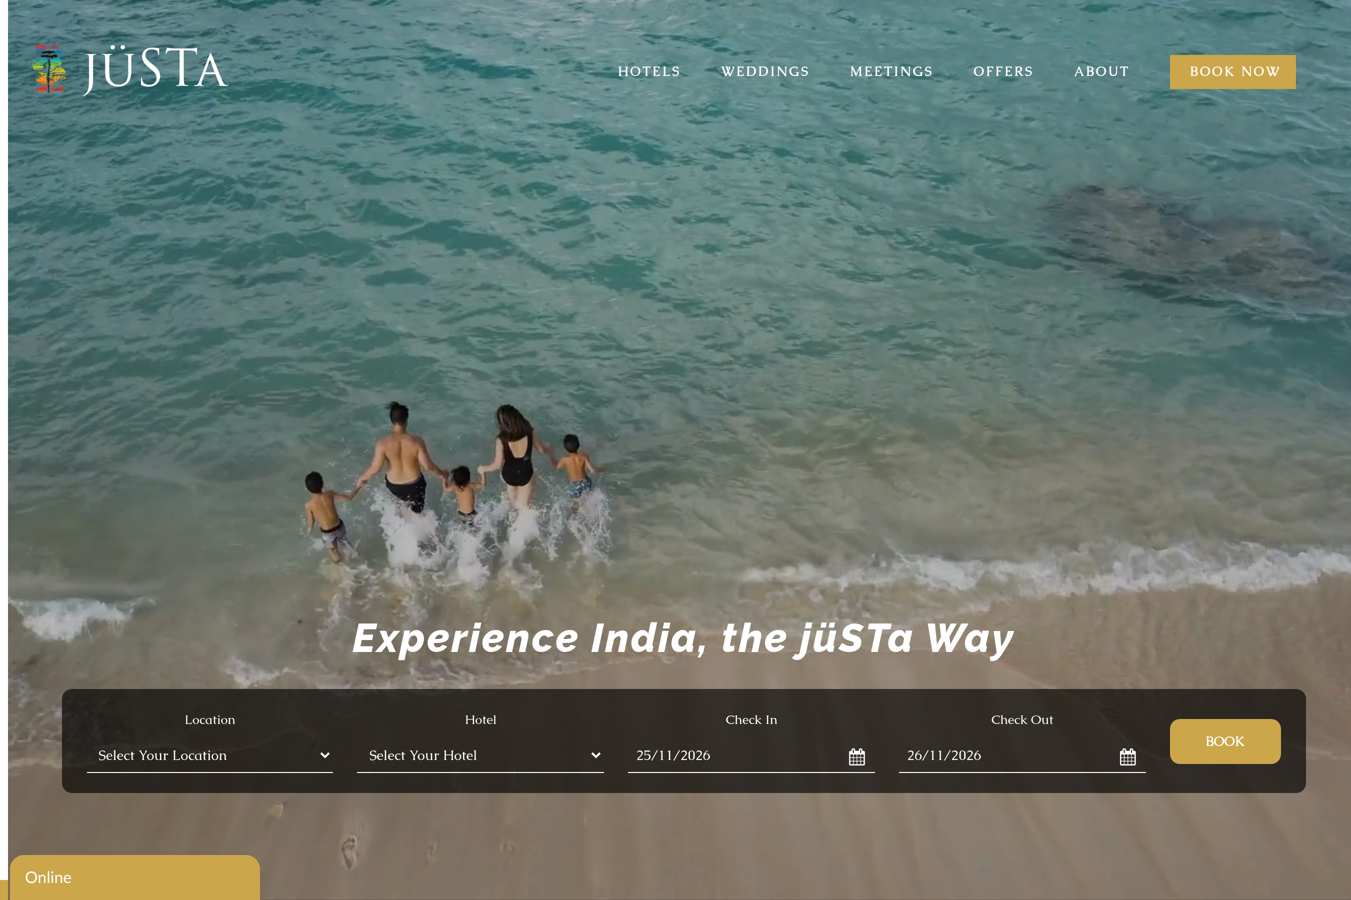 JÜSTA
HOTELS WEDDINGS MEETINGS OFFERS ABOUT BOOK NOW
Experience India, the jüSTa Way
Location Hotel Check In Check Out
Select Your Location Select Your Hotel 25/11/2026 26/11/2026 BOOK
Online